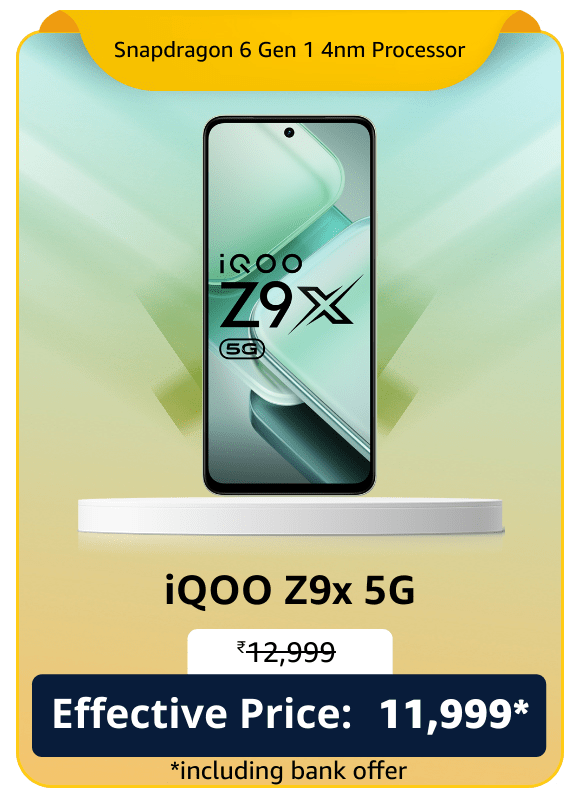 Snapdragon 6 Gen 1 4nm Processor
iQOO
Z9X
5G
iQOO Z9x 5G
₹12,999
Effective Price: 11,999*
*including bank offer